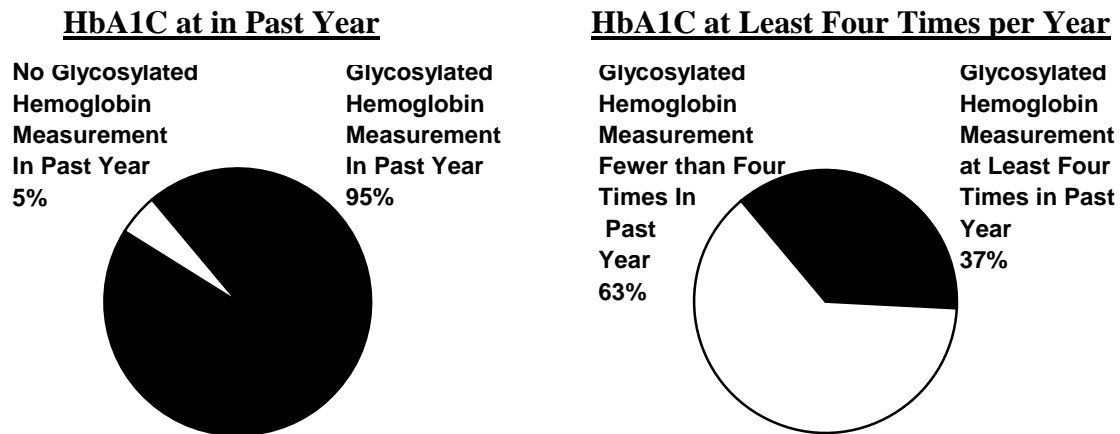 HbA1C at in Past Year
HbA1C at Least Four Times per Year
No Glycosylated
Hemoglobin
Measurement
In Past Year
5%
Glycosylated
Hemoglobin
Measurement
In Past Year
95%
Glycosylated
Hemoglobin
Measurement
Fewer than Four
Times In
Past
Year
63%
Glycosylated
Hemoglobin
Measurement
at Least Four
Times in Past
Year
37%